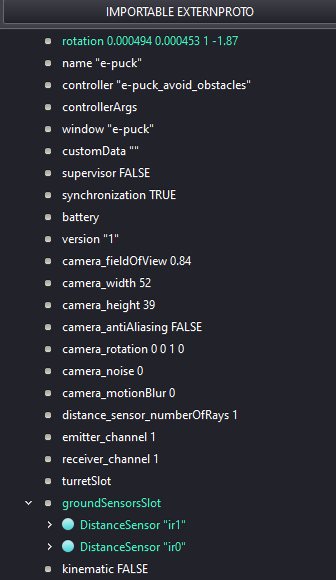 IMPORTABLE EXTERNPROTO
rotation 0.000494 0.000453 1 -1.87
name "e-puck"
controller "e-puck_avoid_obstacles"
controllerArgs
window "e-puck"
customData ""
supervisor FALSE
synchronization TRUE
battery
version "1"
camera_fieldOfView 0.84
camera_width 52
camera_height 39
camera_antiAliasing FALSE
camera_rotation 0 0 1 0
camera_noise 0
camera_motionBlur 0
distance_sensor_numberOfRays 1
emitter_channel 1
receiver_channel 1
turretSlot
groundSensorsSlot
DistanceSensor "ir1"
DistanceSensor "ir0"
kinematic FALSE